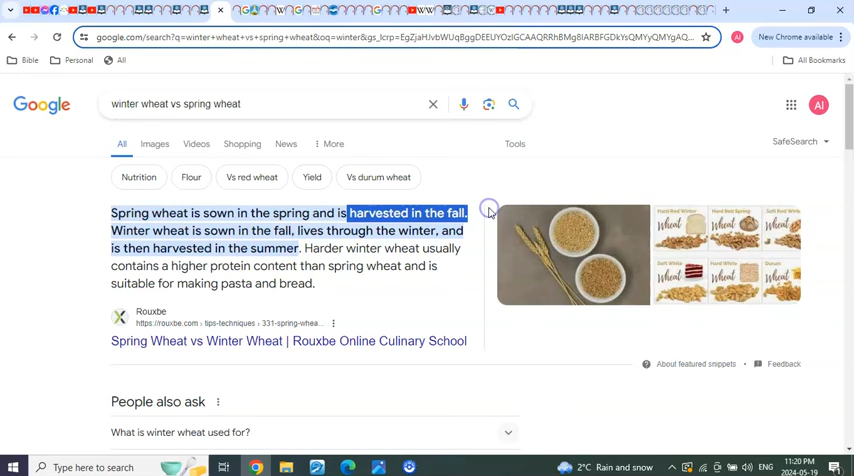 google.com/search?q=winter+wheat+vs+spring+wheat&oq=winter&gs_lcrp=
New Chrome available
Bible
Personal
All
All Bookmarks
Google
winter wheat vs spring wheat
AI
All
Images
Videos
Shopping
News
More
Tools
SafeSearch
Nutrition
Flour
Vs red wheat
Yield
Vs durum wheat
Spring wheat is sown in the spring and is harvested in the fall.
Winter wheat is sown in the fall, lives through the winter, and
is then harvested in the summer. Harder winter wheat usually
contains a higher protein content than spring wheat and is
suitable for making pasta and bread.
Hard Red Winter
Hard Red Spring
Soft Red
Soft White
Hard White
Durum
Rouxbe
https://rouxbe.com › tips-techniques › 331-spring-whea...
Spring Wheat vs Winter Wheat | Rouxbe Online Culinary School
About featured snippets
Feedback
People also ask
What is winter wheat used for?
Type here to search
2°C Rain and snow
ENG
11:20 PM
2024-05-19